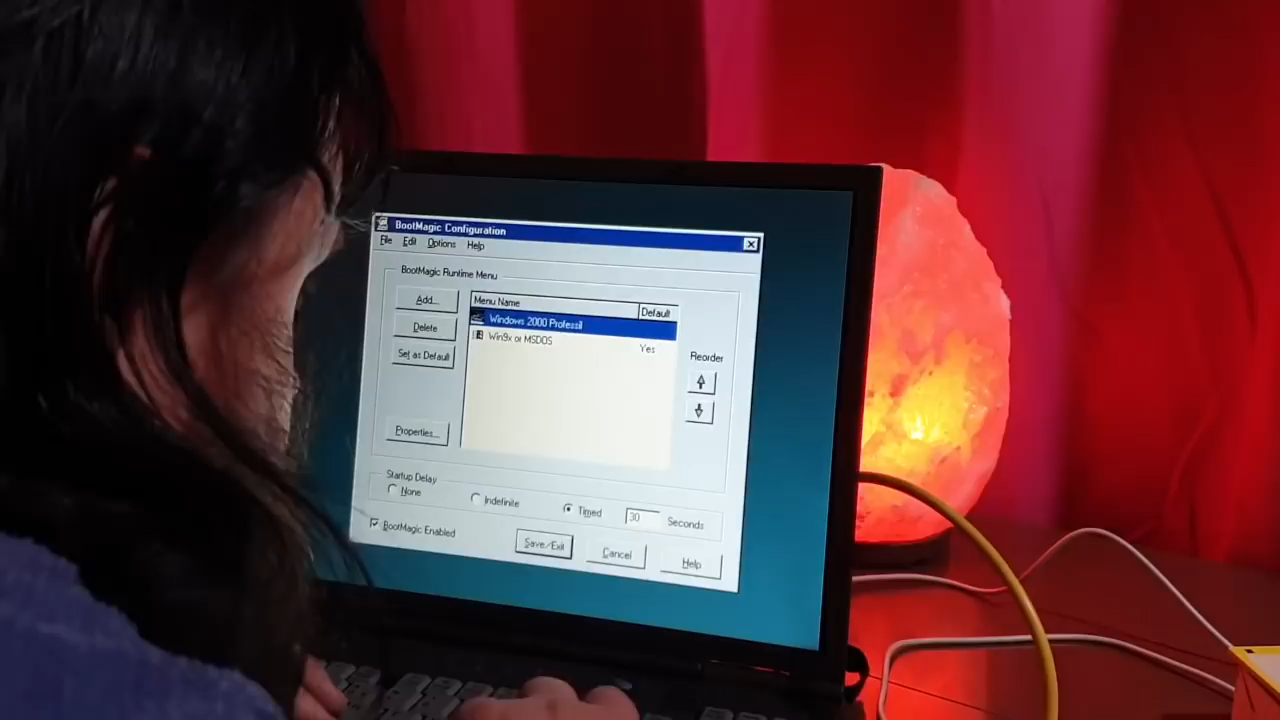 BootMagic Configuration
File Edit Options Help
BootMagic Runtime Menu
Add...
Delete
Set as Default
Properties...
Menu Name Default
Windows 2000 Professil
Win9x or MSDOS Yes
Reorder
Startup Delay
None Indefinite Timed 30 Seconds
BootMagic Enabled
Save/Exit Cancel Help